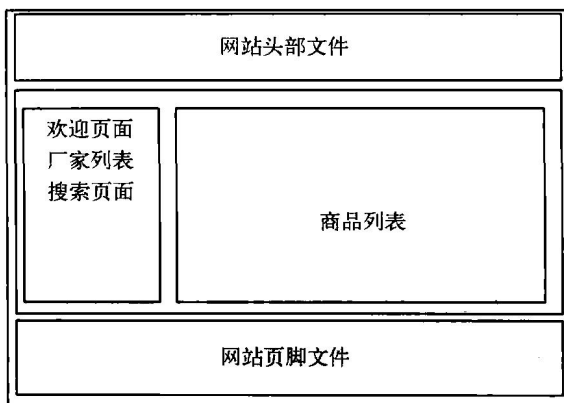 网站头部文件
欢迎页面
厂家列表
搜索页面
商品列表
网站页脚文件